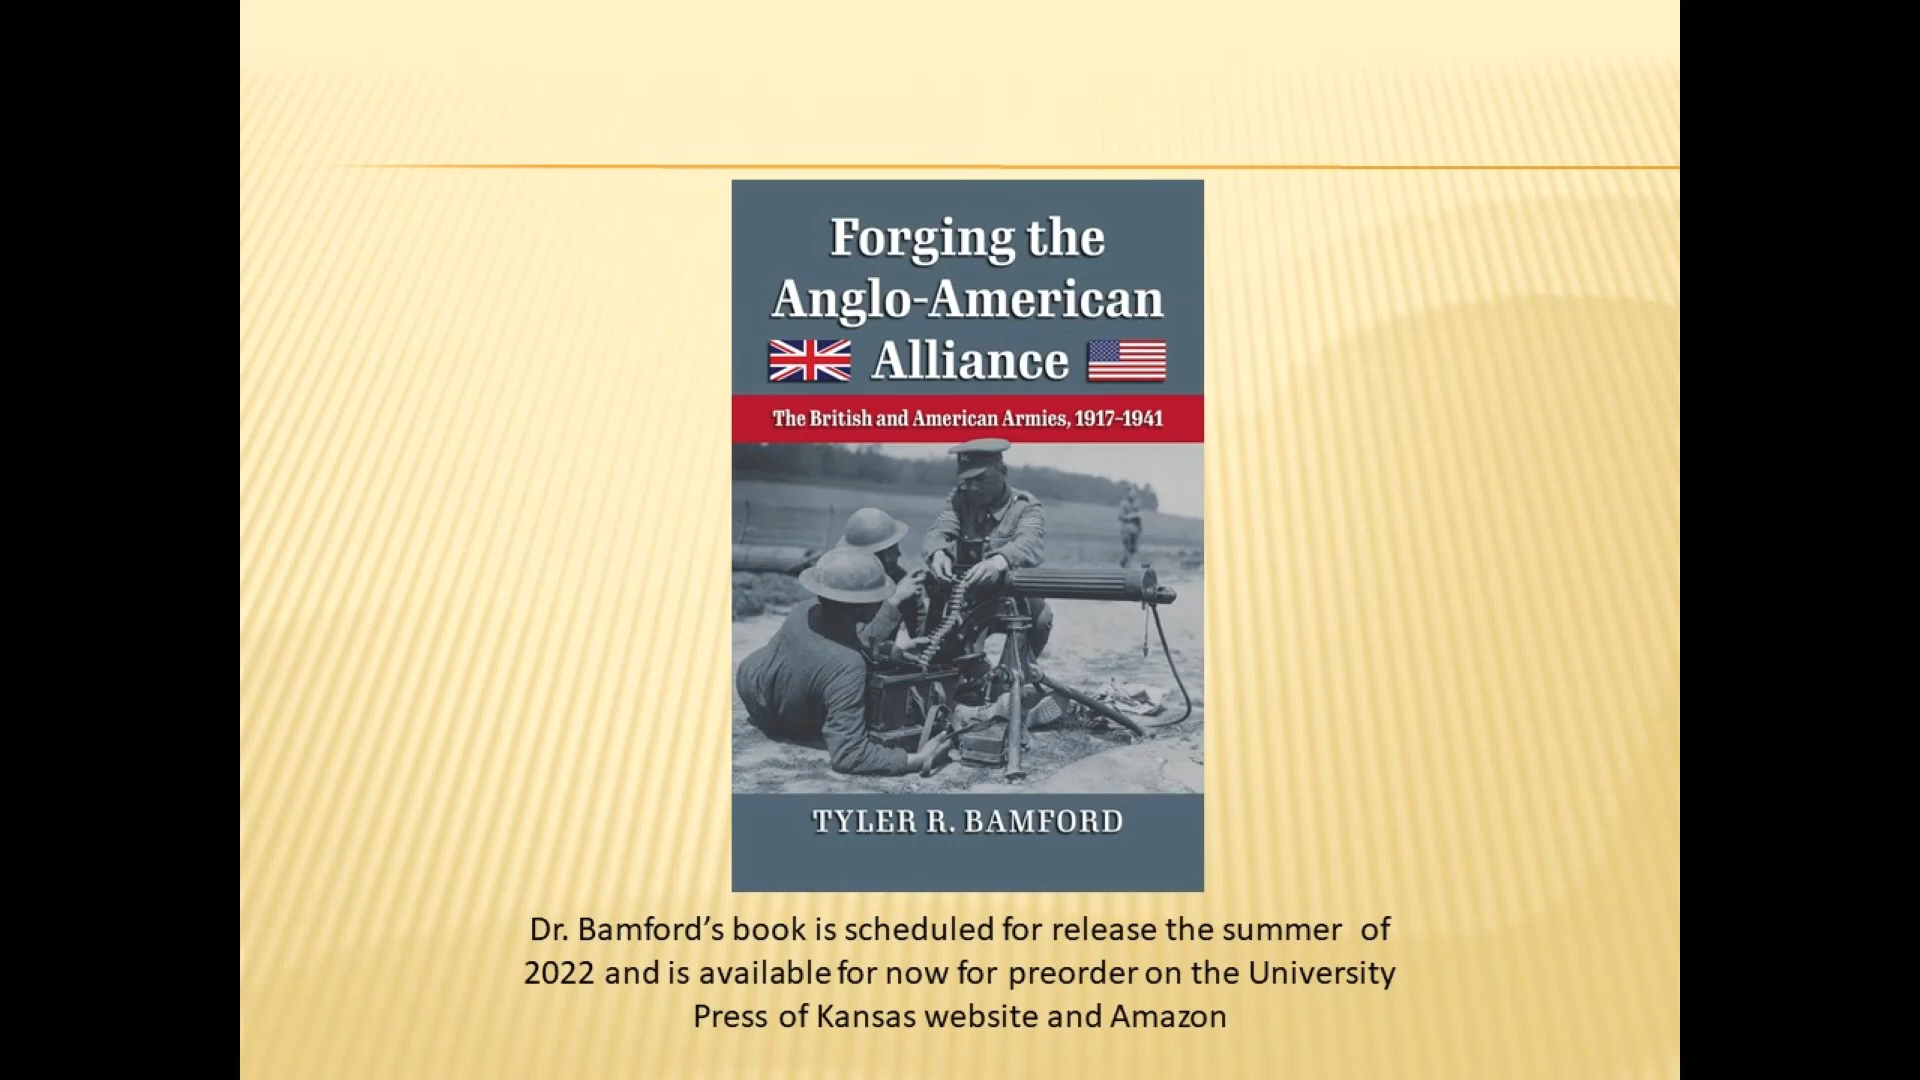 Forging the
Anglo-American
Alliance
The British and American Armies, 1917–1941
TYLER R. BAMFORD
Dr. Bamford’s book is scheduled for release the summer of
2022 and is available for now for preorder on the University
Press of Kansas website and Amazon